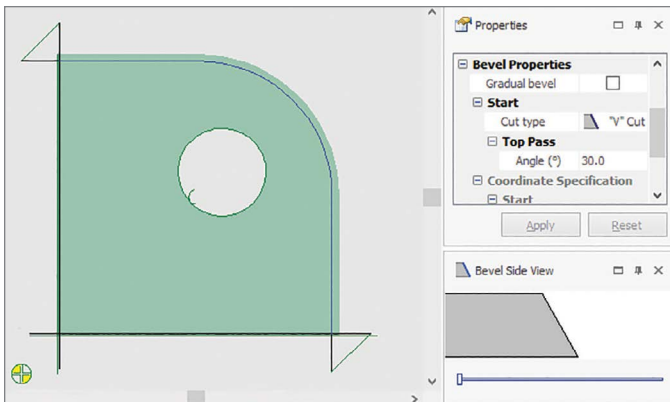 Properties
Bevel Properties
Gradual bevel
Start
Cut type "V" Cut
Top Pass
Angle (°) 30.0
Coordinate Specification
Start
Apply Reset
Bevel Side View